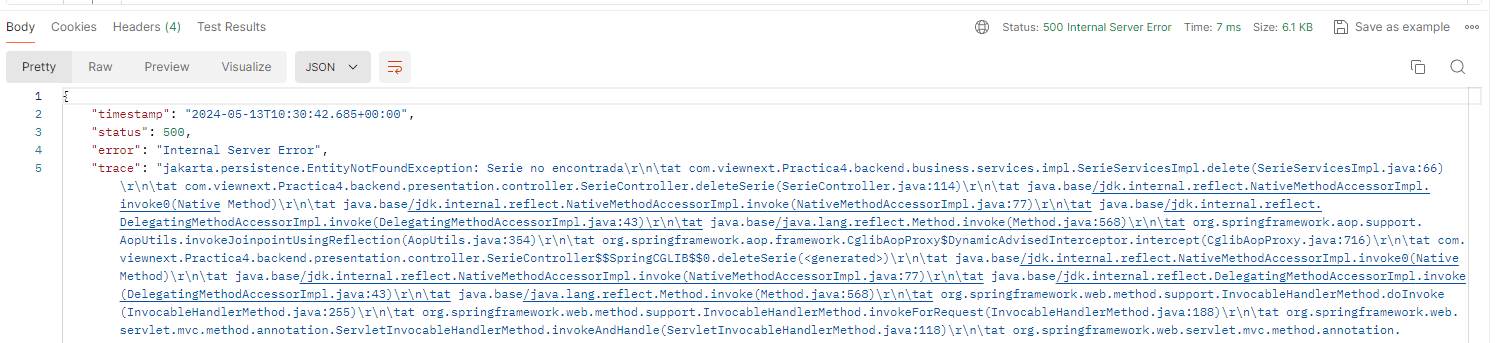 Body Cookies Headers (4) Test Results Status: 500 Internal Server Error Time: 7 ms Size: 6.1 KB Save as example
Pretty Raw Preview Visualize JSON
1 {
2 "timestamp": "2024-05-13T10:30:42.685+00:00",
3 "status": 500,
4 "error": "Internal Server Error",
5 "trace": "jakarta.persistence.EntityNotFoundException: Serie no encontrada\r\n\tat com.viewnext.Practica4.backend.business.services.impl.SerieServicesImpl.delete(SerieServicesImpl.java:66)
\r\n\tat com.viewnext.Practica4.backend.presentation.controller.SerieController.deleteSerie(SerieController.java:114)\r\n\tat java.base/jdk.internal.reflect.NativeMethodAccessorImpl.
invoke0(Native Method)\r\n\tat java.base/jdk.internal.reflect.NativeMethodAccessorImpl.invoke(NativeMethodAccessorImpl.java:77)\r\n\tat java.base/jdk.internal.reflect.
DelegatingMethodAccessorImpl.invoke(DelegatingMethodAccessorImpl.java:43)\r\n\tat java.base/java.lang.reflect.Method.invoke(Method.java:568)\r\n\tat org.springframework.aop.support.
AopUtils.invokeJoinpointUsingReflection(AopUtils.java:354)\r\n\tat org.springframework.aop.framework.CglibAopProxy$DynamicAdvisedInterceptor.intercept(CglibAopProxy.java:716)\r\n\tat com.
viewnext.Practica4.backend.presentation.controller.SerieController$$SpringCGLIB$$0.deleteSerie(<generated>)\r\n\tat java.base/jdk.internal.reflect.NativeMethodAccessorImpl.invoke0(Native
Method)\r\n\tat java.base/jdk.internal.reflect.NativeMethodAccessorImpl.invoke(NativeMethodAccessorImpl.java:77)\r\n\tat java.base/jdk.internal.reflect.DelegatingMethodAccessorImpl.invoke
(DelegatingMethodAccessorImpl.java:43)\r\n\tat java.base/java.lang.reflect.Method.invoke(Method.java:568)\r\n\tat org.springframework.web.method.support.InvocableHandlerMethod.doInvoke
(InvocableHandlerMethod.java:255)\r\n\tat org.springframework.web.method.support.InvocableHandlerMethod.invokeForRequest(InvocableHandlerMethod.java:188)\r\n\tat org.springframework.web.
servlet.mvc.method.annotation.ServletInvocableHandlerMethod.invokeAndHandle(ServletInvocableHandlerMethod.java:118)\r\n\tat org.springframework.web.servlet.mvc.method.annotation.